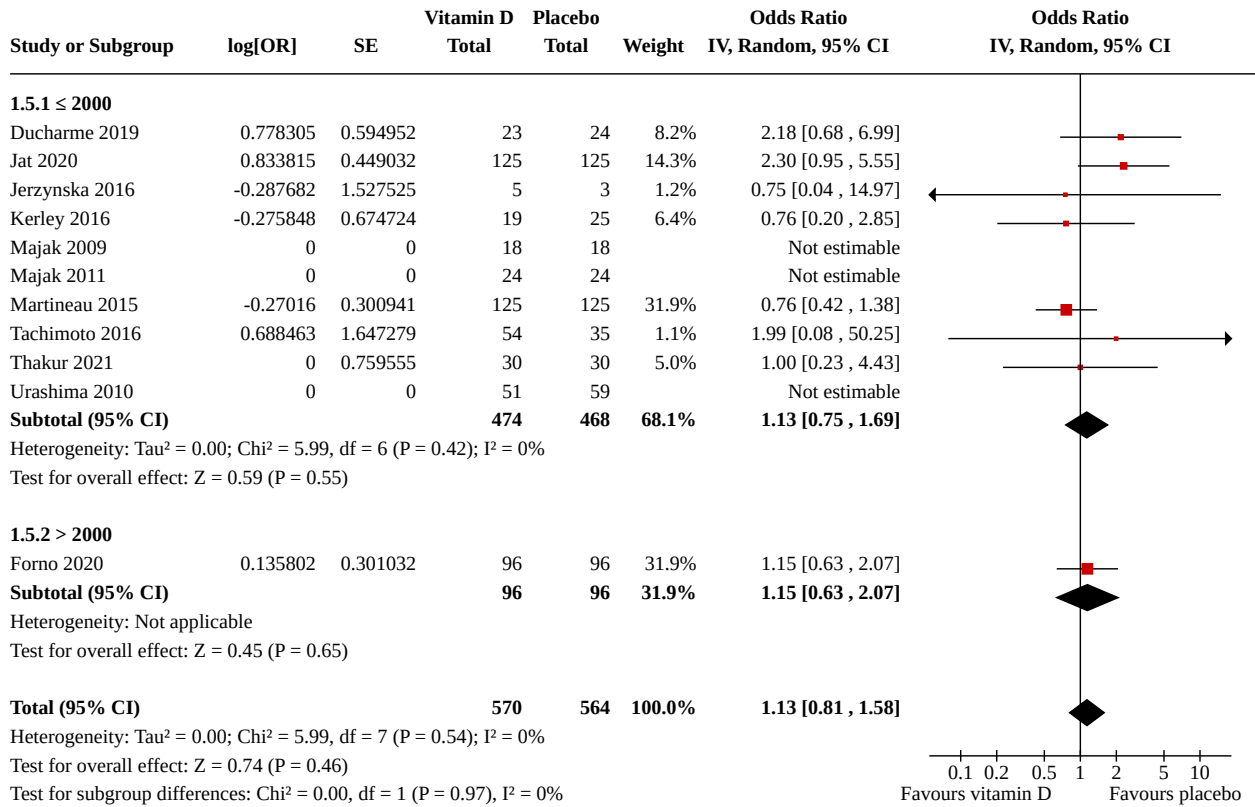 Vitamin D Placebo Odds Ratio Odds Ratio
Study or Subgroup log[OR] SE Total Total Weight IV, Random, 95% CI IV, Random, 95% CI
1.5.1 ≤ 2000
Ducharme 2019 0.778305 0.594952 23 24 8.2% 2.18 [0.68 , 6.99]
Jat 2020 0.833815 0.449032 125 125 14.3% 2.30 [0.95 , 5.55]
Jerzynska 2016 -0.287682 1.527525 5 3 1.2% 0.75 [0.04 , 14.97]
Kerley 2016 -0.275848 0.674724 19 25 6.4% 0.76 [0.20 , 2.85]
Majak 2009 0 0 18 18 Not estimable
Majak 2011 0 0 24 24 Not estimable
Martineau 2015 -0.27016 0.300941 125 125 31.9% 0.76 [0.42 , 1.38]
Tachimoto 2016 0.688463 1.647279 54 35 1.1% 1.99 [0.08 , 50.25]
Thakur 2021 0 0.759555 30 30 5.0% 1.00 [0.23 , 4.43]
Urashima 2010 0 0 51 59 Not estimable
Subtotal (95% CI) 474 468 68.1% 1.13 [0.75 , 1.69]
Heterogeneity: Tau² = 0.00; Chi² = 5.99, df = 6 (P = 0.42); I² = 0%
Test for overall effect: Z = 0.59 (P = 0.55)
1.5.2 > 2000
Forno 2020 0.135802 0.301032 96 96 31.9% 1.15 [0.63 , 2.07]
Subtotal (95% CI) 96 96 31.9% 1.15 [0.63 , 2.07]
Heterogeneity: Not applicable
Test for overall effect: Z = 0.45 (P = 0.65)
Total (95% CI) 570 564 100.0% 1.13 [0.81 , 1.58]
Heterogeneity: Tau² = 0.00; Chi² = 5.99, df = 7 (P = 0.54); I² = 0%
Test for overall effect: Z = 0.74 (P = 0.46)
0.1 0.2 0.5 1 2 5 10
Test for subgroup differences: Chi² = 0.00, df = 1 (P = 0.97), I² = 0%
Favours vitamin D Favours placebo